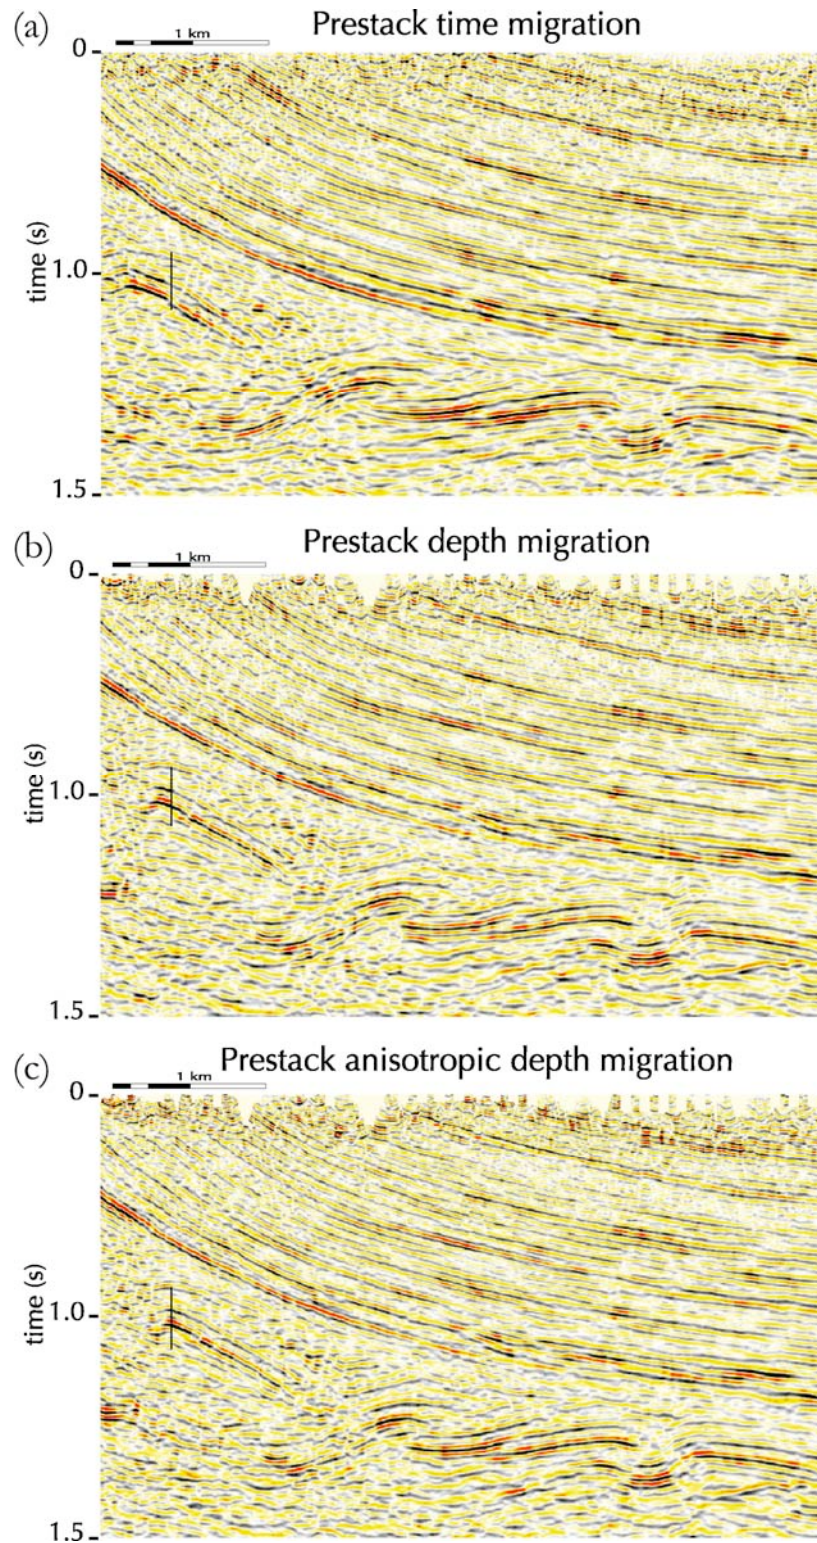 (a)
Prestack time migration
1 km
0
time (s)
1.0
1.5
(b)
Prestack depth migration
1 km
0
time (s)
1.0
1.5
(c)
Prestack anisotropic depth migration
1 km
0
time (s)
1.0
1.5